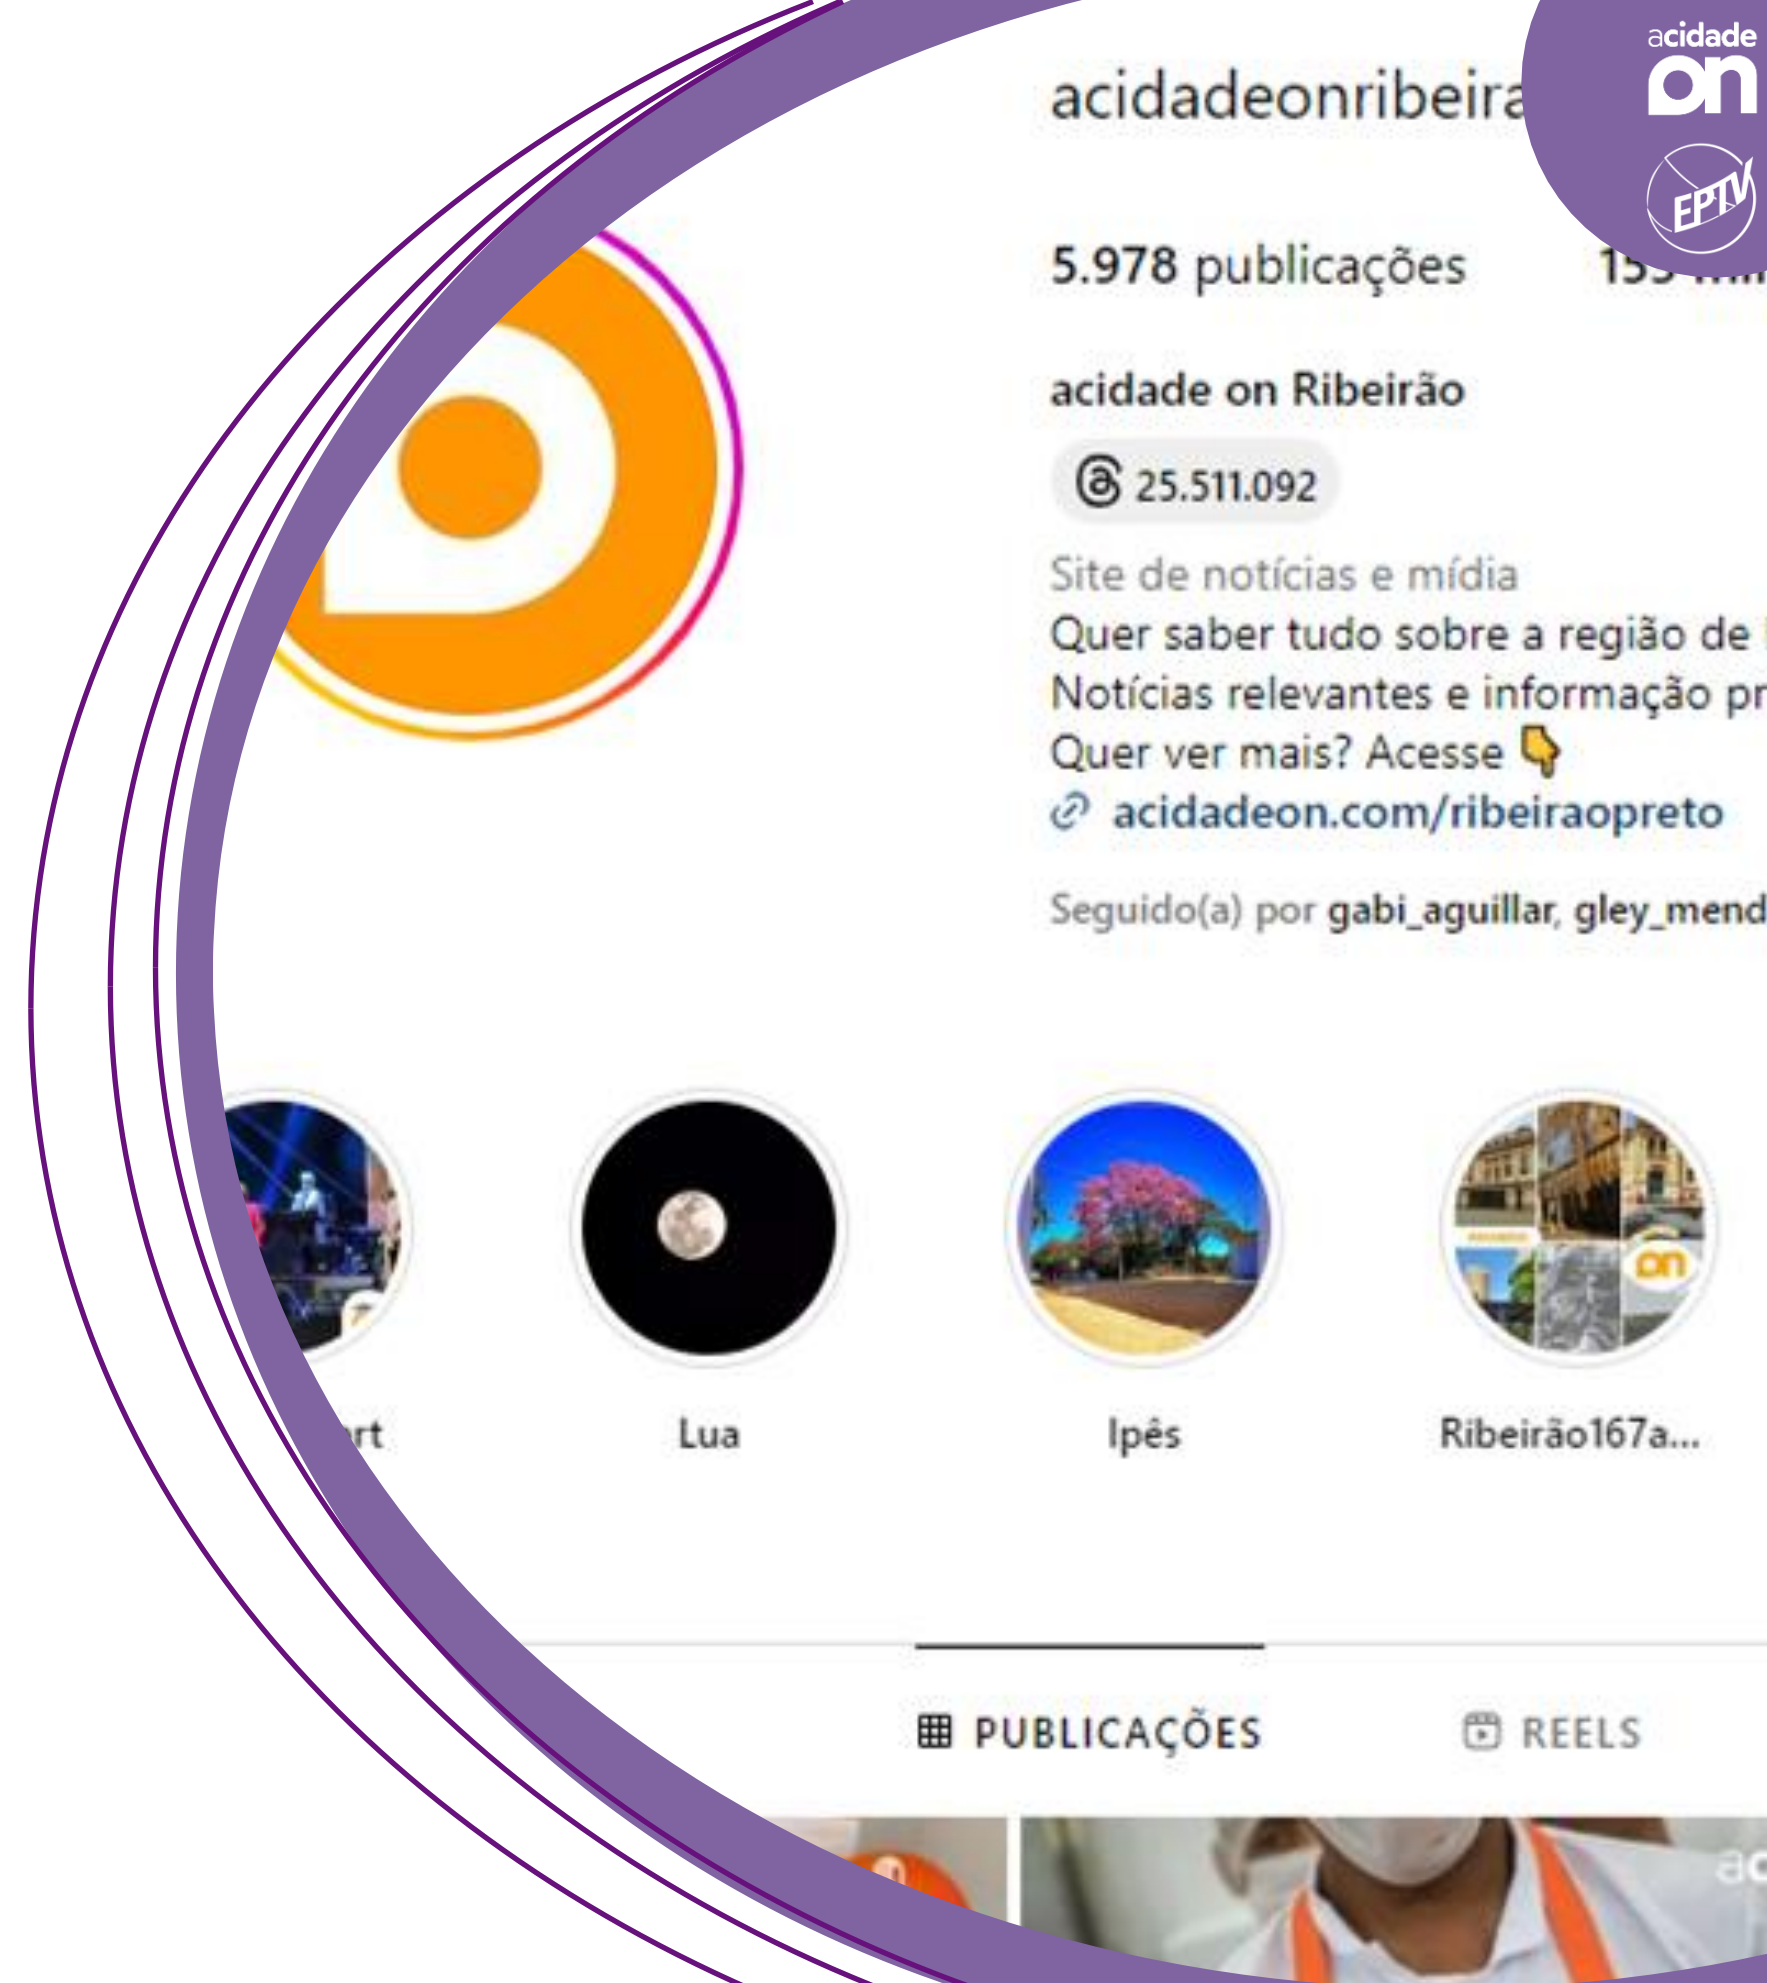 acidade
on
EPTV
acidadeonribeira
5.978 publicações
acidade on Ribeirão
25.511.092
Site de notícias e mídia
Quer saber tudo sobre a região de
Notícias relevantes e informação pr
Quer ver mais? Acesse 👇
acidadeon.com/ribeiraopreto
Seguido(a) por gabi_aguillar, gley_mend
rt
Lua
Ipês
Ribeirão167a...
on
PUBLICAÇÕES
REELS
ac